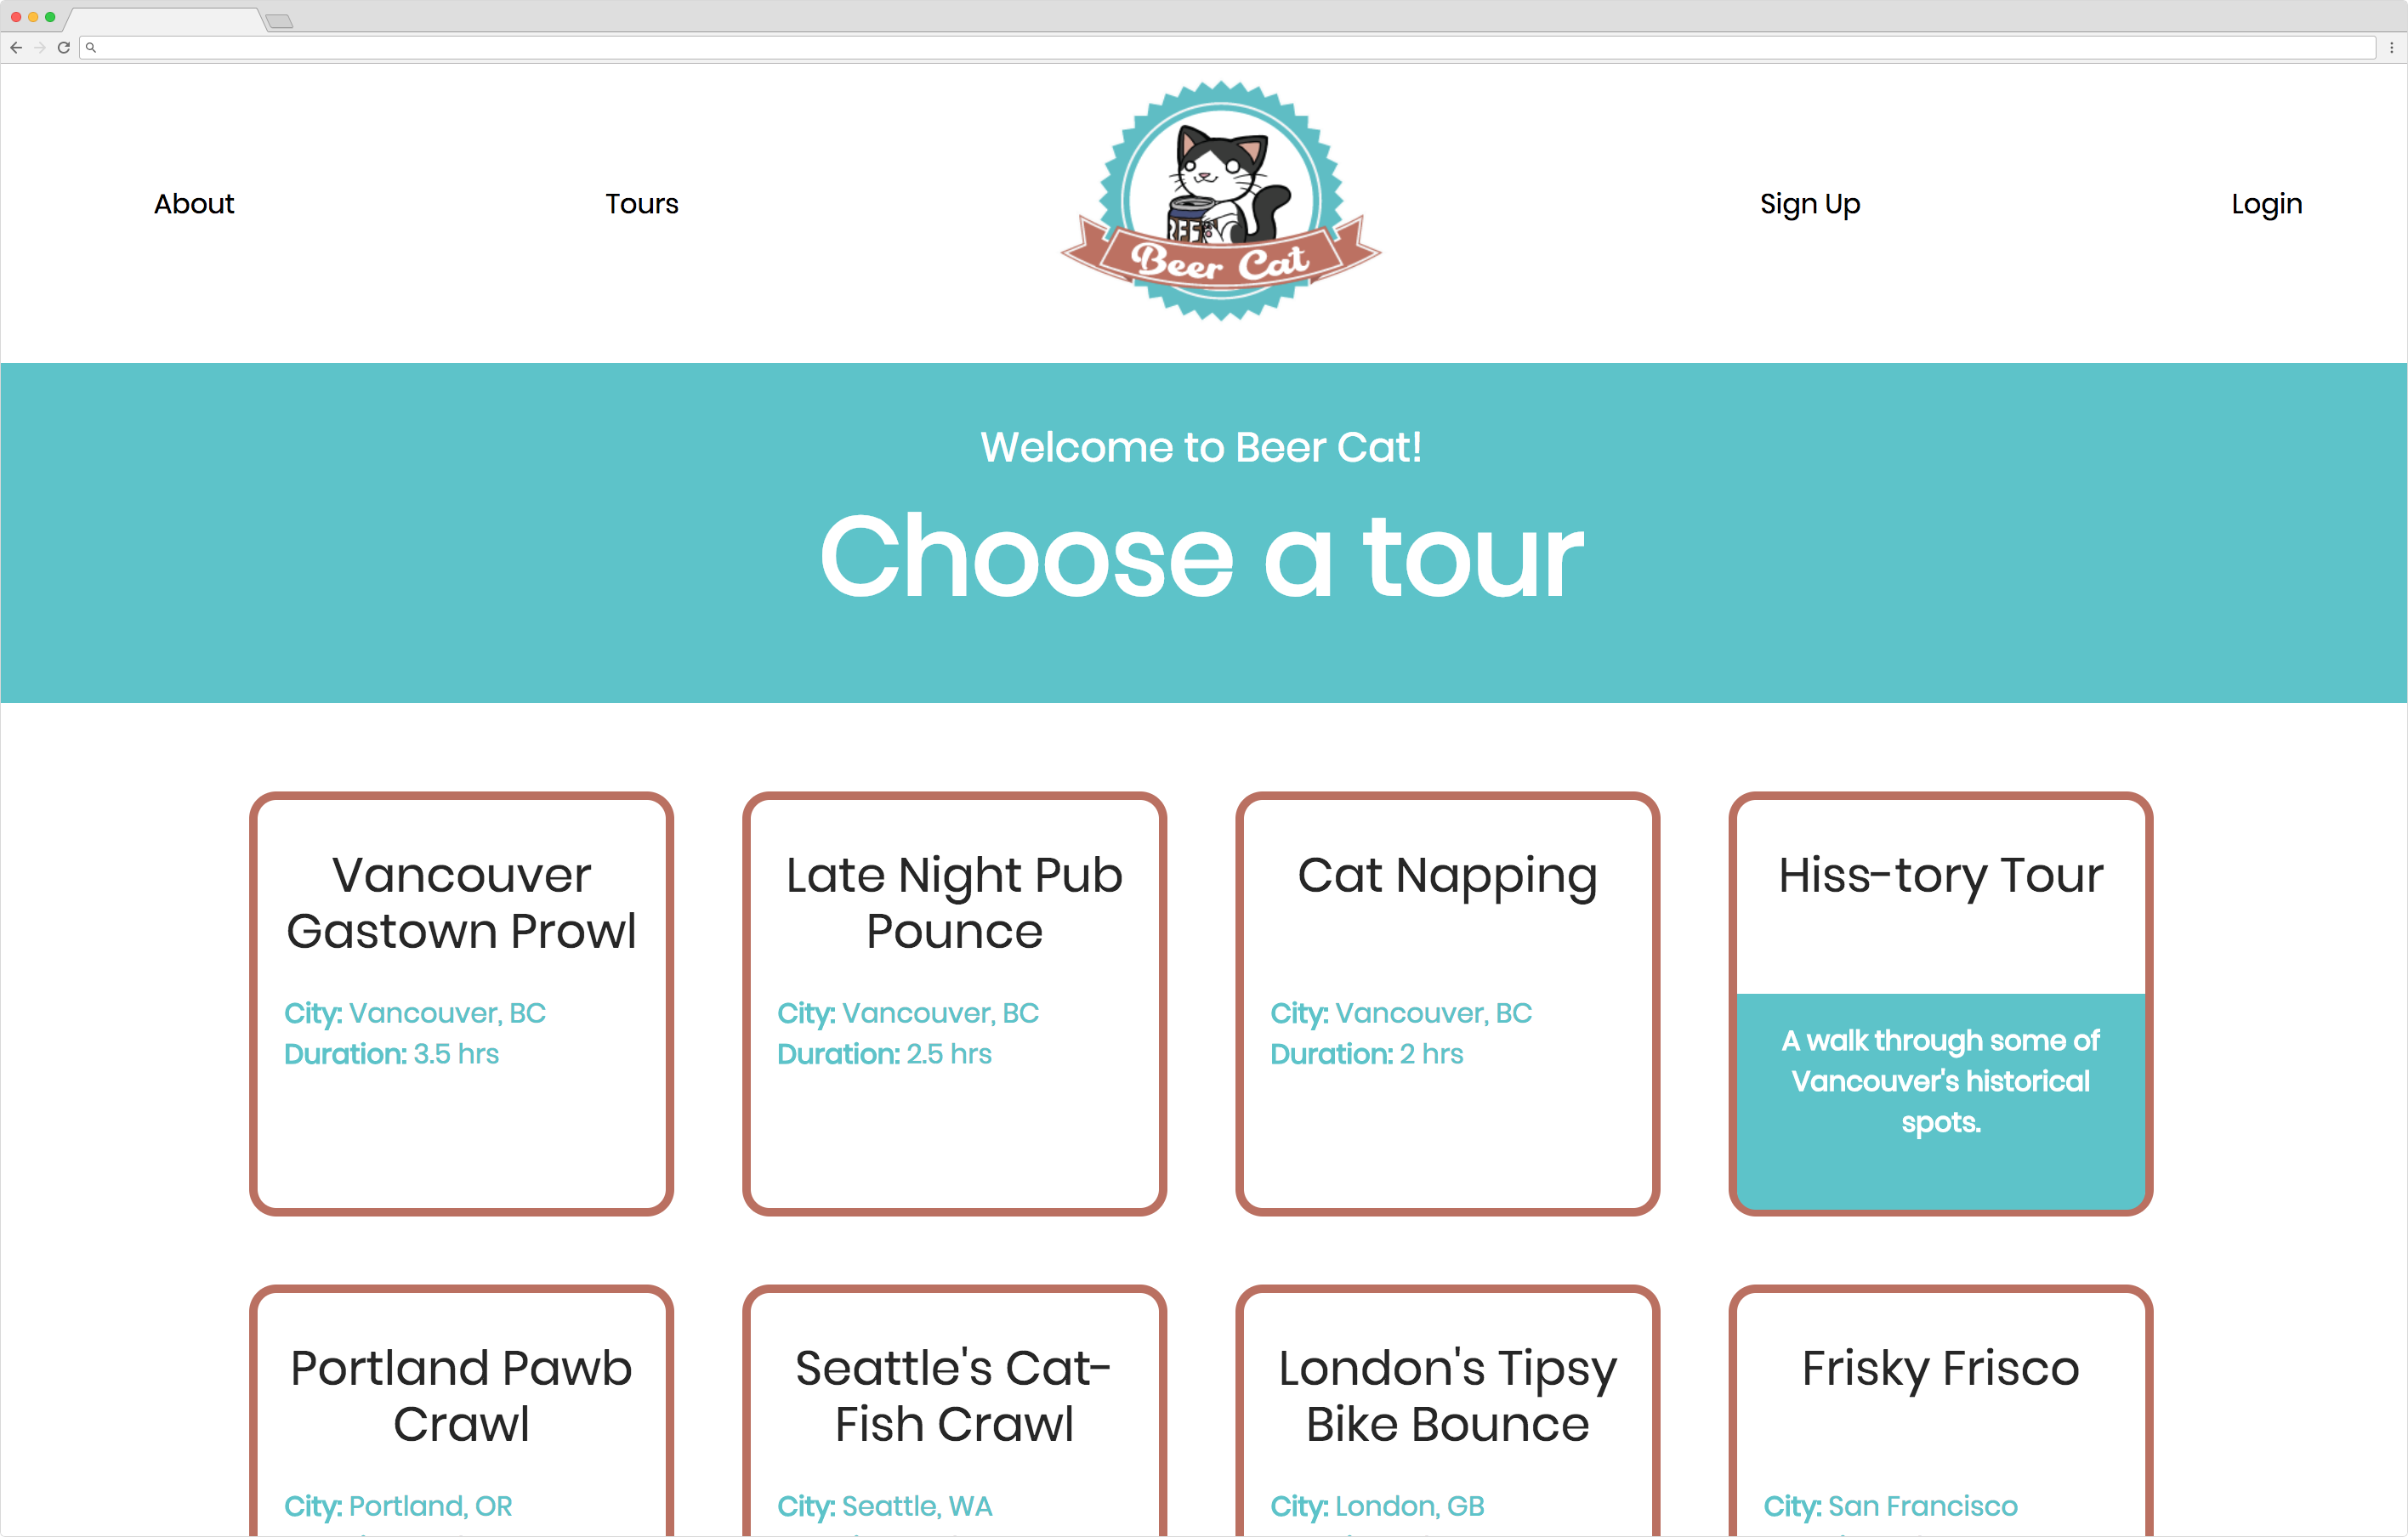 About
Tours
BEER
Beer Cat
Sign Up
Login
Welcome to Beer Cat!
Choose a tour
Vancouver
Gastown Prowl
City: Vancouver, BC
Duration: 3.5 hrs
Late Night Pub
Pounce
City: Vancouver, BC
Duration: 2.5 hrs
Cat Napping
City: Vancouver, BC
Duration: 2 hrs
Hiss-tory Tour
A walk through some of
Vancouver's historical
spots.
Portland Pawb
Crawl
City: Portland, OR
Seattle's Cat-
Fish Crawl
City: Seattle, WA
London's Tipsy
Bike Bounce
City: London, GB
Frisky Frisco
City: San Francisco